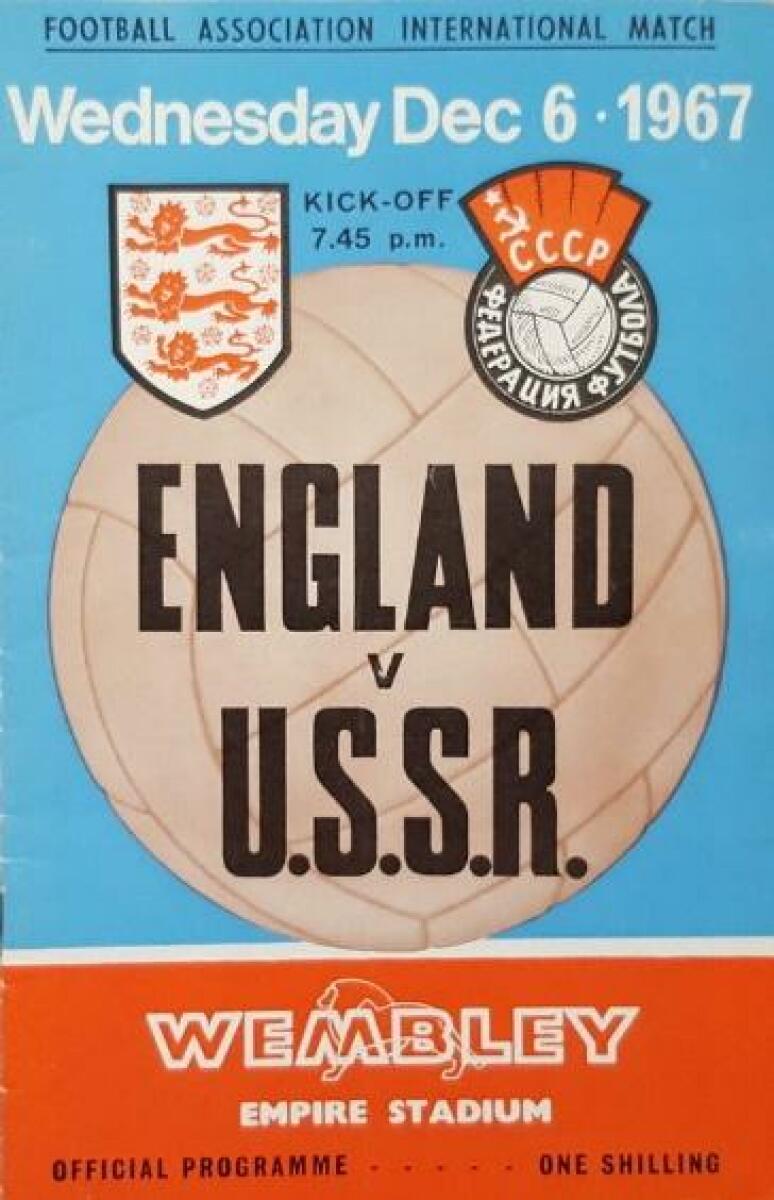 FOOTBALL ASSOCIATION INTERNATIONAL MATCH
Wednesday Dec 6 · 1967
KICK-OFF
7.45 p.m.
СССР
ФЕДЕРАЦИЯ ФУТБОЛА
ENGLAND
V
U.S.S.R.
WEMBLEY
EMPIRE STADIUM
OFFICIAL PROGRAMME - - - - - ONE SHILLING